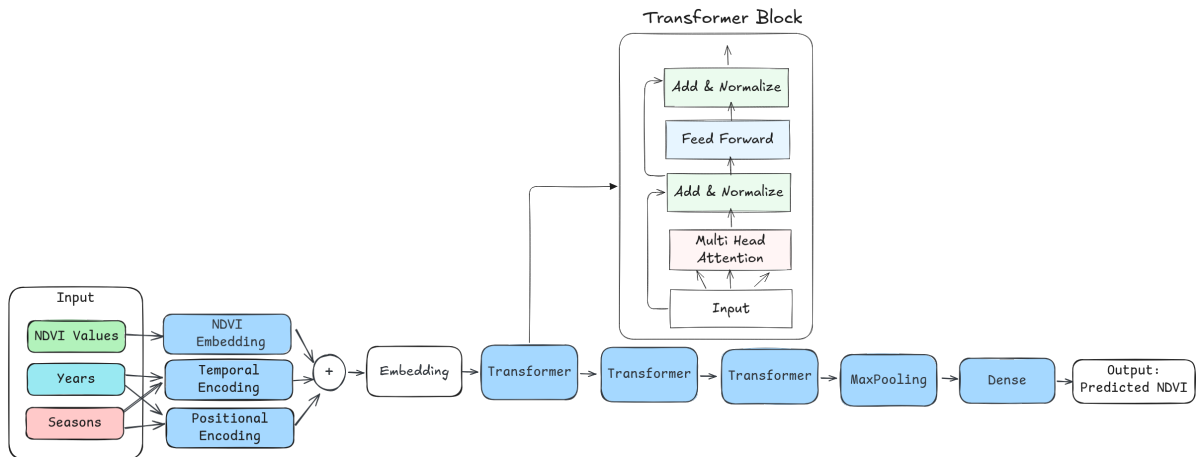 Transformer Block
Add & Normalize
Feed Forward
Add & Normalize
Multi Head
Attention
Input
Input
NDVI Values
Years
Seasons
NDVI
Embedding
Temporal
Encoding
Positional
Encoding
+
Embedding
Transformer
Transformer
Transformer
MaxPooling
Dense
Output:
Predicted NDVI